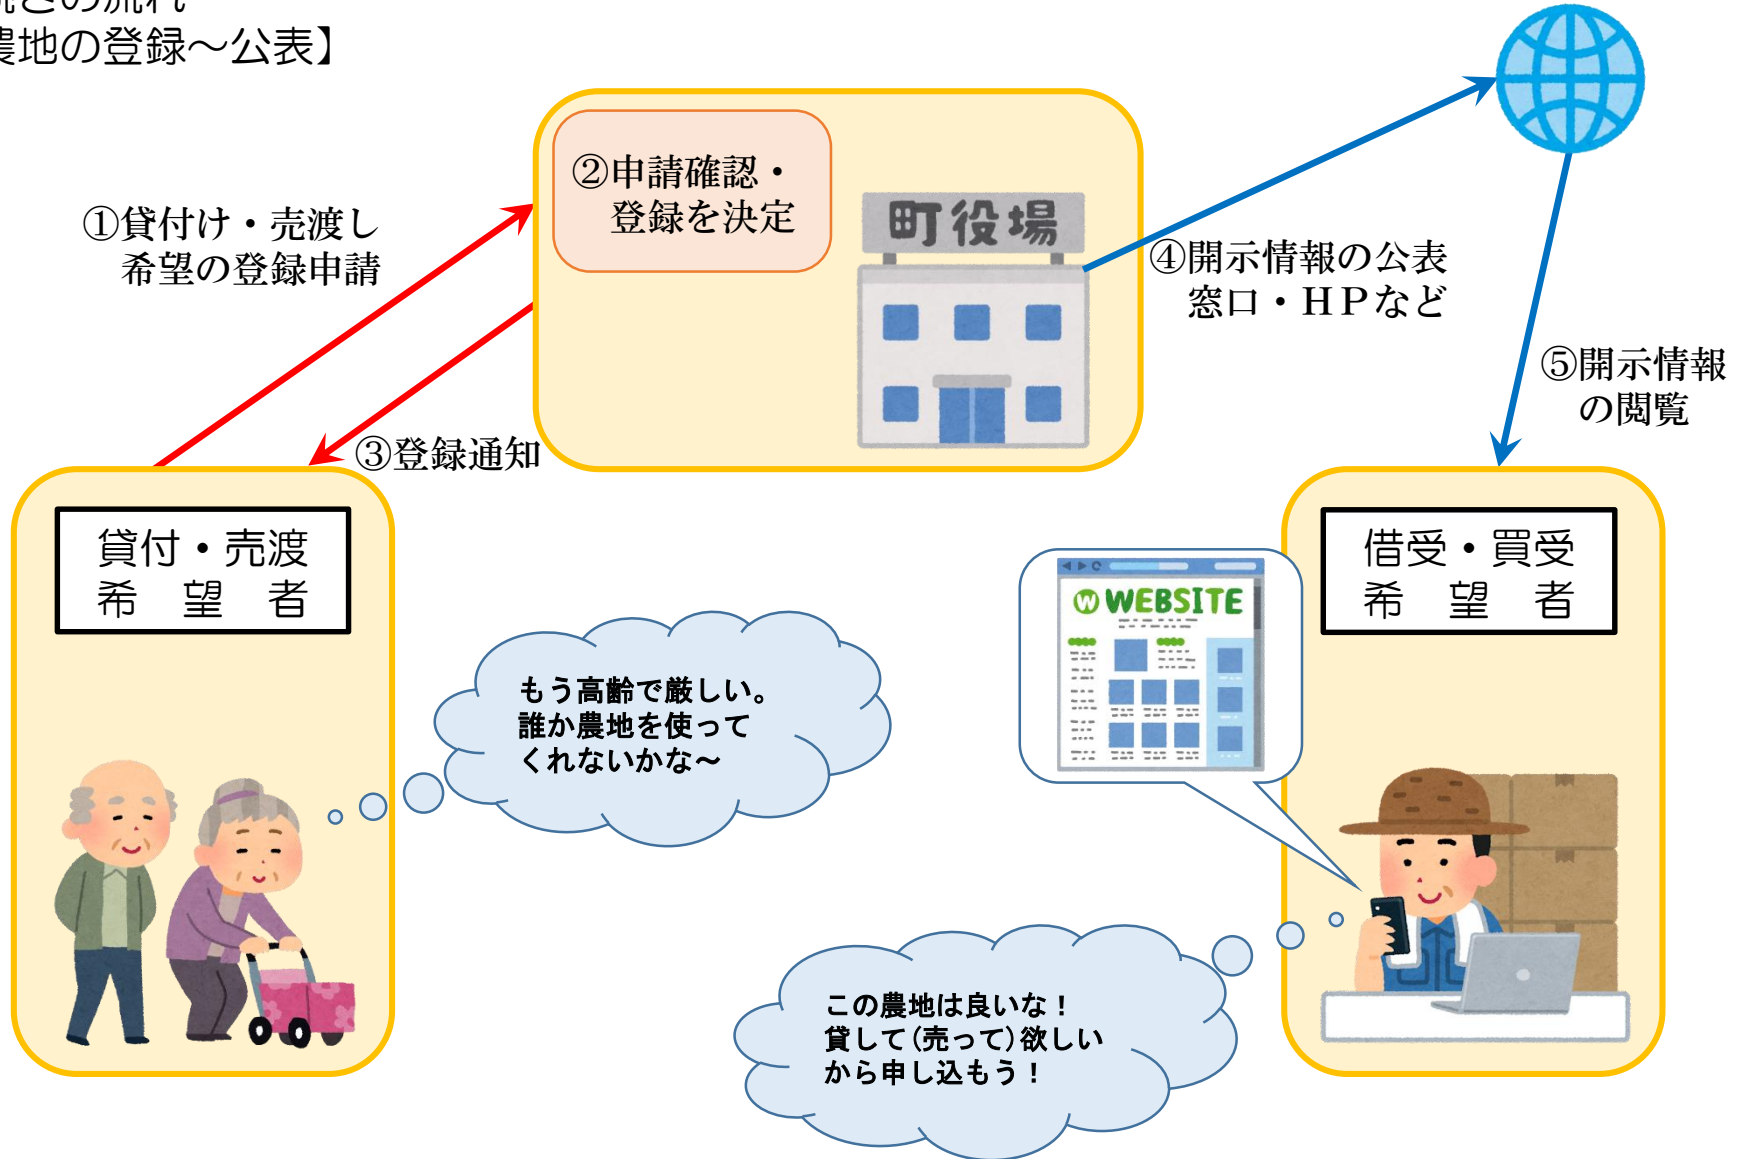 続きの流れ
農地の登録～公表】
①貸付け・売渡し
希望の登録申請
②申請確認・
登録を決定
町役場
③登録通知
④開示情報の公表
窓口・ＨＰなど
⑤開示情報
の閲覧
貸付・売渡
希　望　者
もう高齢で厳しい。
誰か農地を使って
くれないかな～
借受・買受
希　望　者
W WEBSITE
この農地は良いな！
貸して(売って)欲しい
から申し込もう！